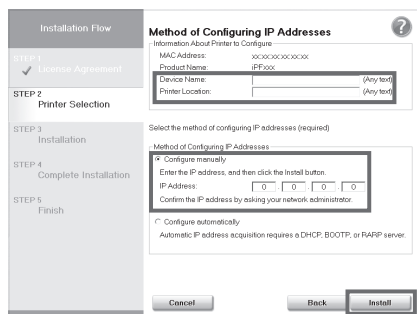 Installation Flow
STEP 1
License Agreement
STEP 2
Printer Selection
STEP 3
Installation
STEP 4
Complete Installation
STEP 5
Finish
Method of Configuring IP Addresses
?
Information About Printer to Configure
MAC Address: xx:xx:xx:xx:xx:xx
Product Name: iPFxxx
Device Name: (Any text)
Printer Location: (Any text)
Select the method of configuring IP addresses (required)
Method of Configuring IP Addresses
Configure manually
Enter the IP address, and then click the Install button.
IP Address: 0 . 0 . 0 . 0
Confirm the IP address by asking your network administrator.
Configure automatically
Automatic IP address acquisition requires a DHCP, BOOTP, or RARP server.
Cancel Back Install